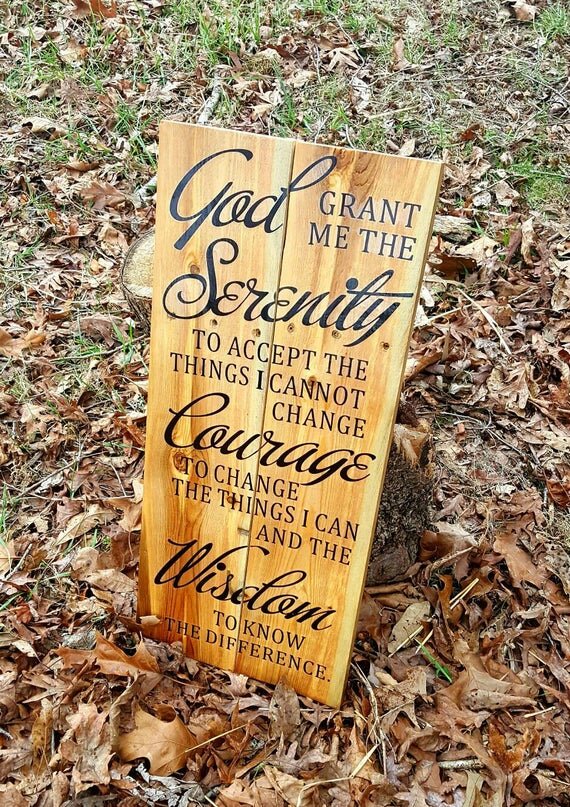 God GRANT
ME THE
Serenity
TO ACCEPT THE
THINGS I CANNOT
CHANGE
Courage
TO CHANGE
THE THINGS I CAN
AND THE
Wisdom
TO KNOW
THE DIFFERENCE.